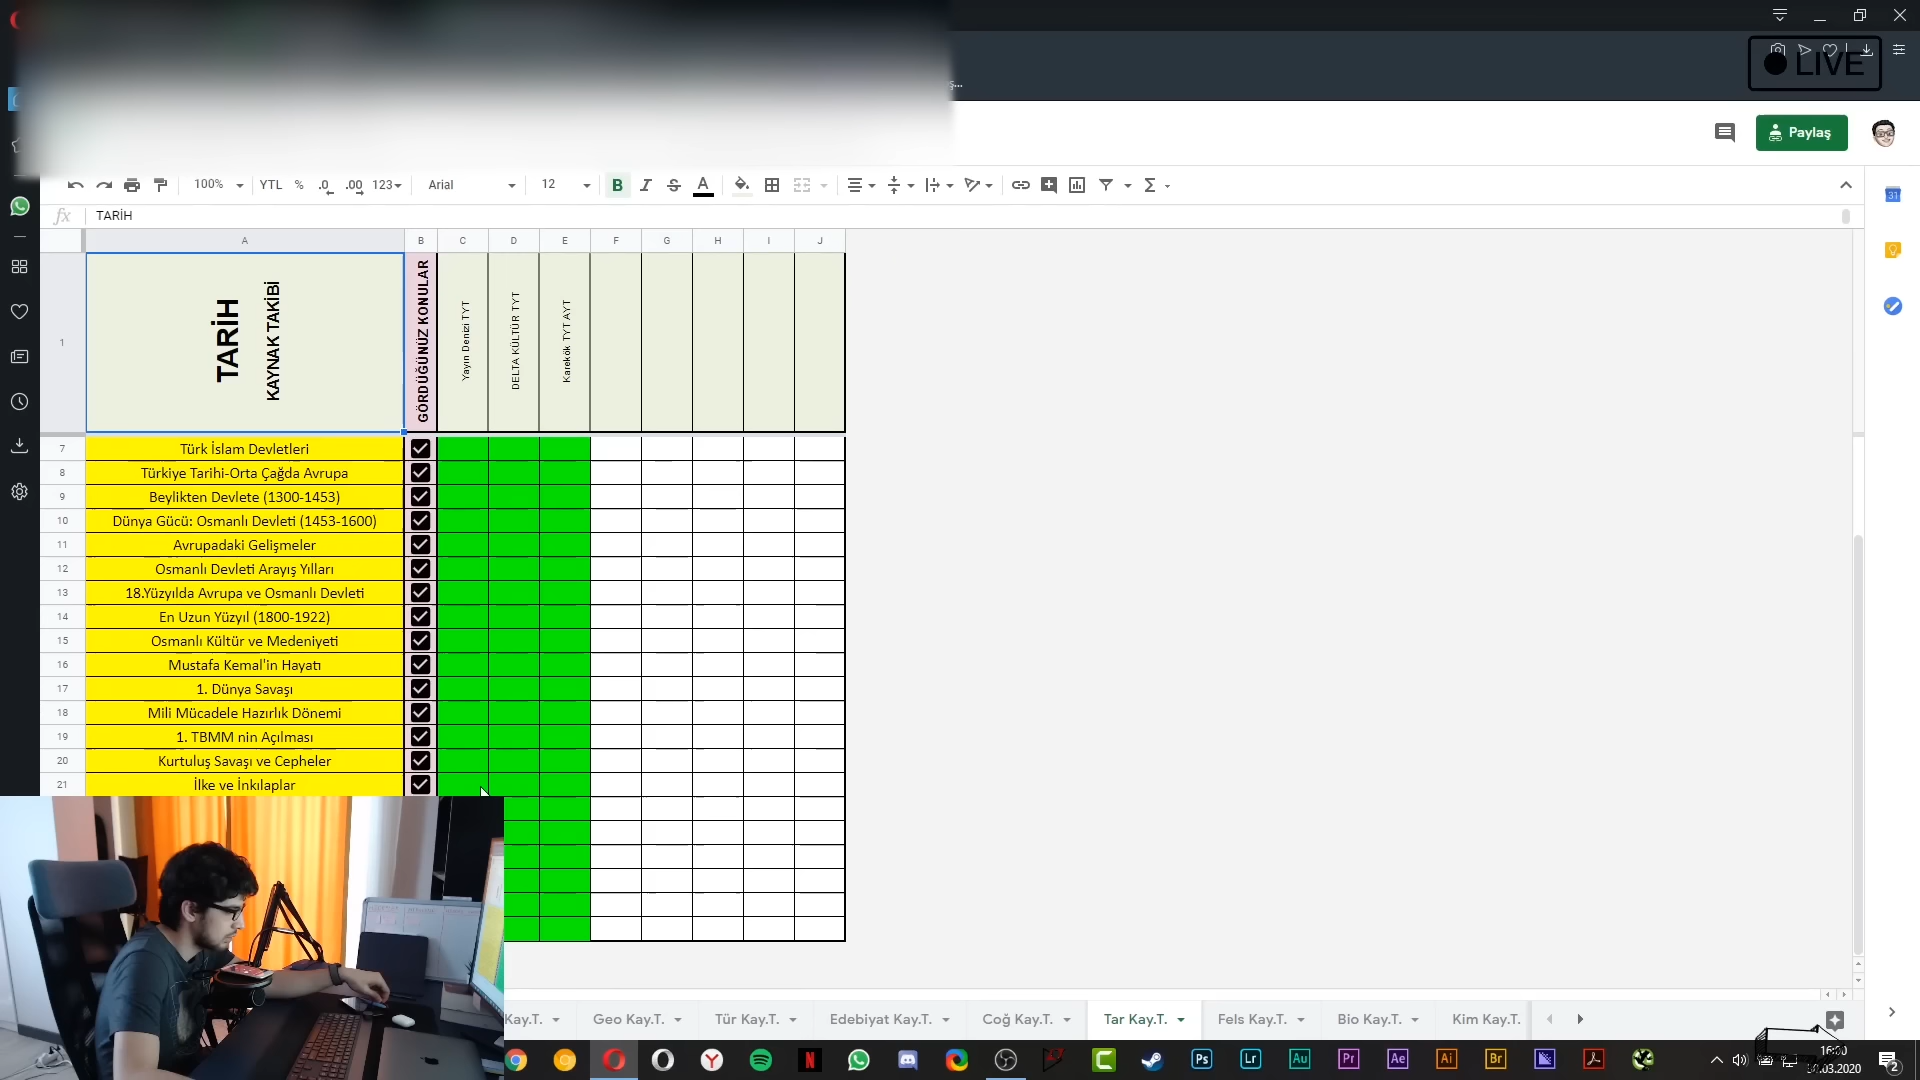 LIVE
Paylaş
100%
YTL % .0 .00 123
Arial
12
B I S A
31
fx TARİH
A B C D E F G H I J
1
TARİH
KAYNAK TAKİBİ
GÖRDÜĞÜNÜZ KONULAR
Yayın Denizi TYT
DELTA KÜLTÜR TYT
Karekök TYT AYT
7 Türk İslam Devletleri
8 Türkiye Tarihi-Orta Çağda Avrupa
9 Beylikten Devlete (1300-1453)
10 Dünya Gücü: Osmanlı Devleti (1453-1600)
11 Avrupadaki Gelişmeler
12 Osmanlı Devleti Arayış Yılları
13 18.Yüzyılda Avrupa ve Osmanlı Devleti
14 En Uzun Yüzyıl (1800-1922)
15 Osmanlı Kültür ve Medeniyeti
16 Mustafa Kemal'in Hayatı
17 1. Dünya Savaşı
18 Mili Mücadele Hazırlık Dönemi
19 1. TBMM nin Açılması
20 Kurtuluş Savaşı ve Cepheler
21 İlke ve İnkılaplar
Kay.T. Geo Kay.T. Tür Kay.T. Edebiyat Kay.T. Coğ Kay.T. Tar Kay.T. Fels Kay.T. Bio Kay.T. Kim Kay.T.
Ps Lr Au Pr Ae Ai Br
2